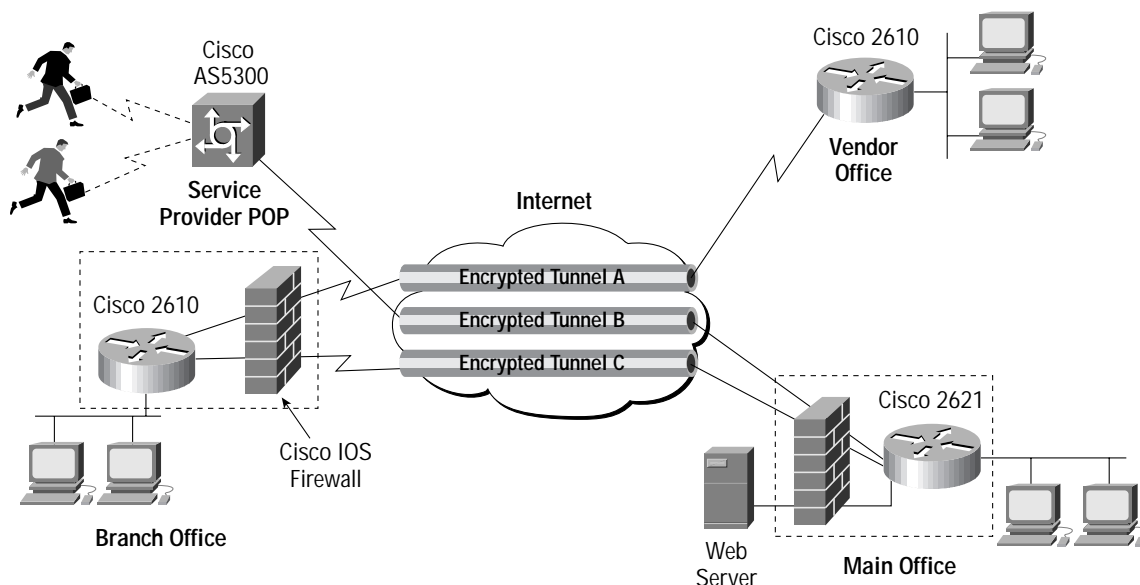 Cisco
AS5300
Service
Provider POP
Cisco 2610
Vendor
Office
Internet
Encrypted Tunnel A
Encrypted Tunnel B
Encrypted Tunnel C
Cisco 2610
Cisco IOS
Firewall
Branch Office
Cisco 2621
Web
Server
Main Office